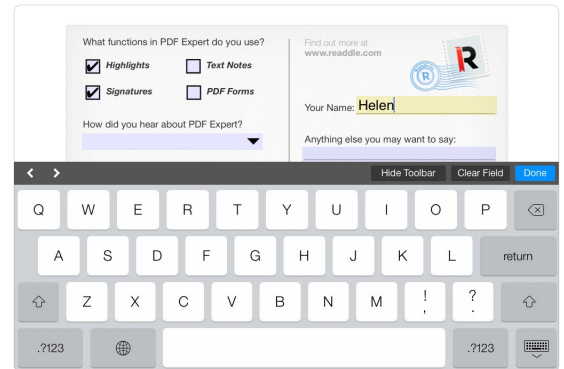 What functions in PDF Expert do you use?
Highlights Text Notes
Signatures PDF Forms
How did you hear about PDF Expert?
Find out more at
www.readdle.com
R
R
Your Name: Helen
Anything else you may want to say:
Hide Toolbar Clear Field Done
Q W E R T Y U I O P
A S D F G H J K L return
Z X C V B N M ! , ? .
.?123 .?123